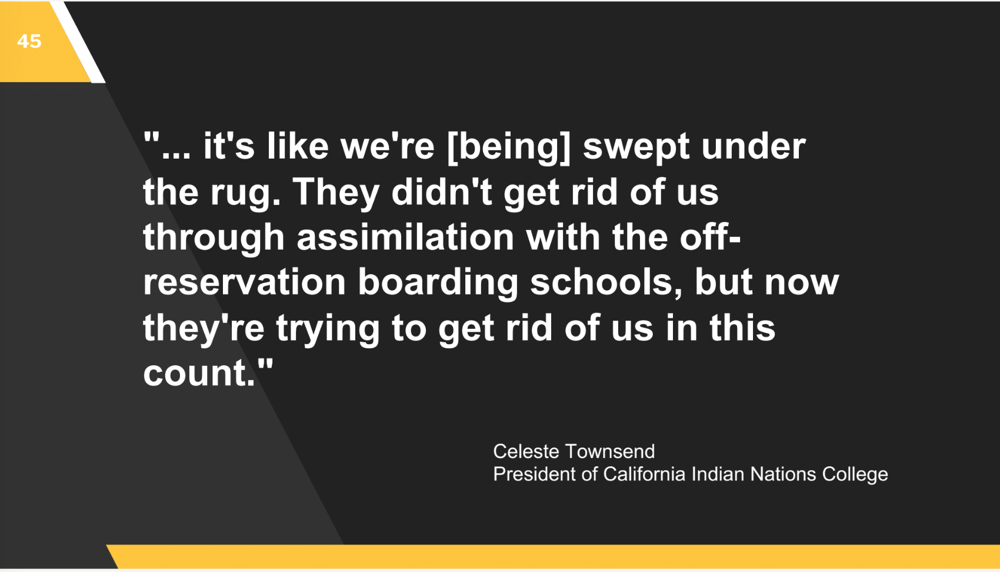 45
"... it's like we're [being] swept under
the rug. They didn't get rid of us
through assimilation with the off-
reservation boarding schools, but now
they're trying to get rid of us in this
count."
Celeste Townsend
President of California Indian Nations College